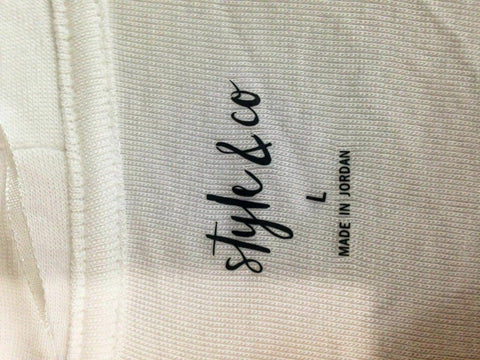 style & co
L
MADE IN JORDAN